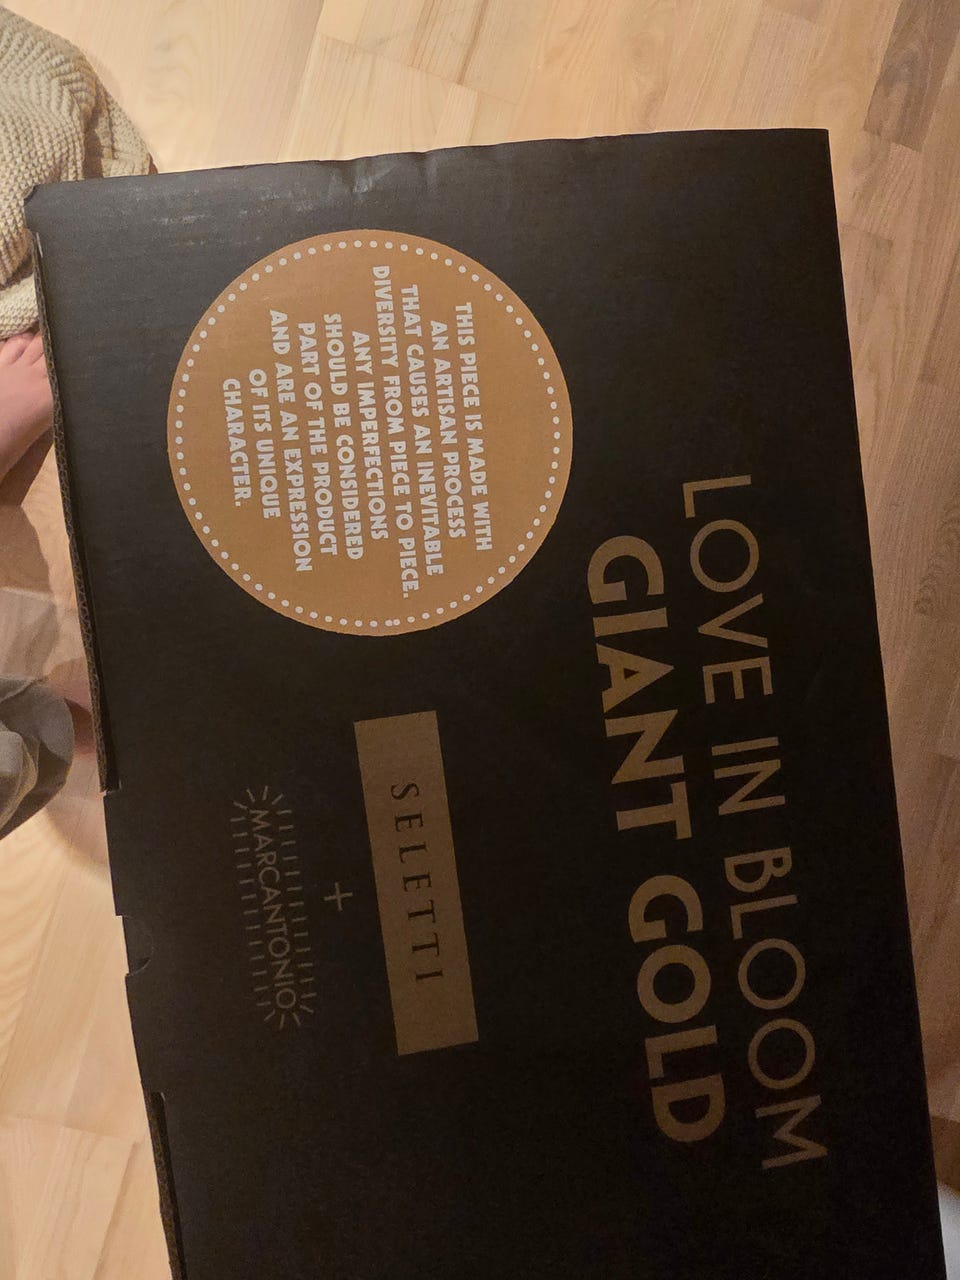 LOVE IN BLOOM
GIANT GOLD
THIS PIECE IS MADE WITH
AN ARTISAN PROCESS
THAT CAUSES AN INEVITABLE
DIVERSITY FROM PIECE TO PIECE.
ANY IMPERFECTIONS
SHOULD BE CONSIDERED
PART OF THE PRODUCT
AND ARE AN EXPRESSION
OF ITS UNIQUE
CHARACTER.
SELETTI
+
MARCANTONIO